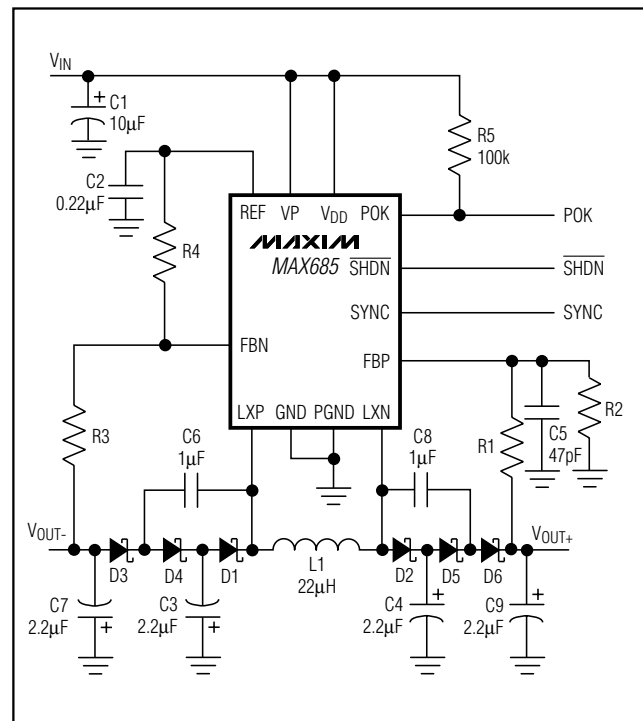 VIN
C1
10µF
R5
100k
C2
0.22µF
REF
VP
VDD
POK
POK
R4
MAXIM
MAX685
SHDN
SHDN
SYNC
SYNC
FBN
FBP
LXP
GND
PGND
LXN
R3
C6
1µF
C8
1µF
R1
C5
47pF
R2
VOUT-
VOUT+
D3
D4
D1
L1
22µH
D2
D5
D6
C7
2.2µF
+
C3
2.2µF
+
C4
2.2µF
+
C9
2.2µF
+
+